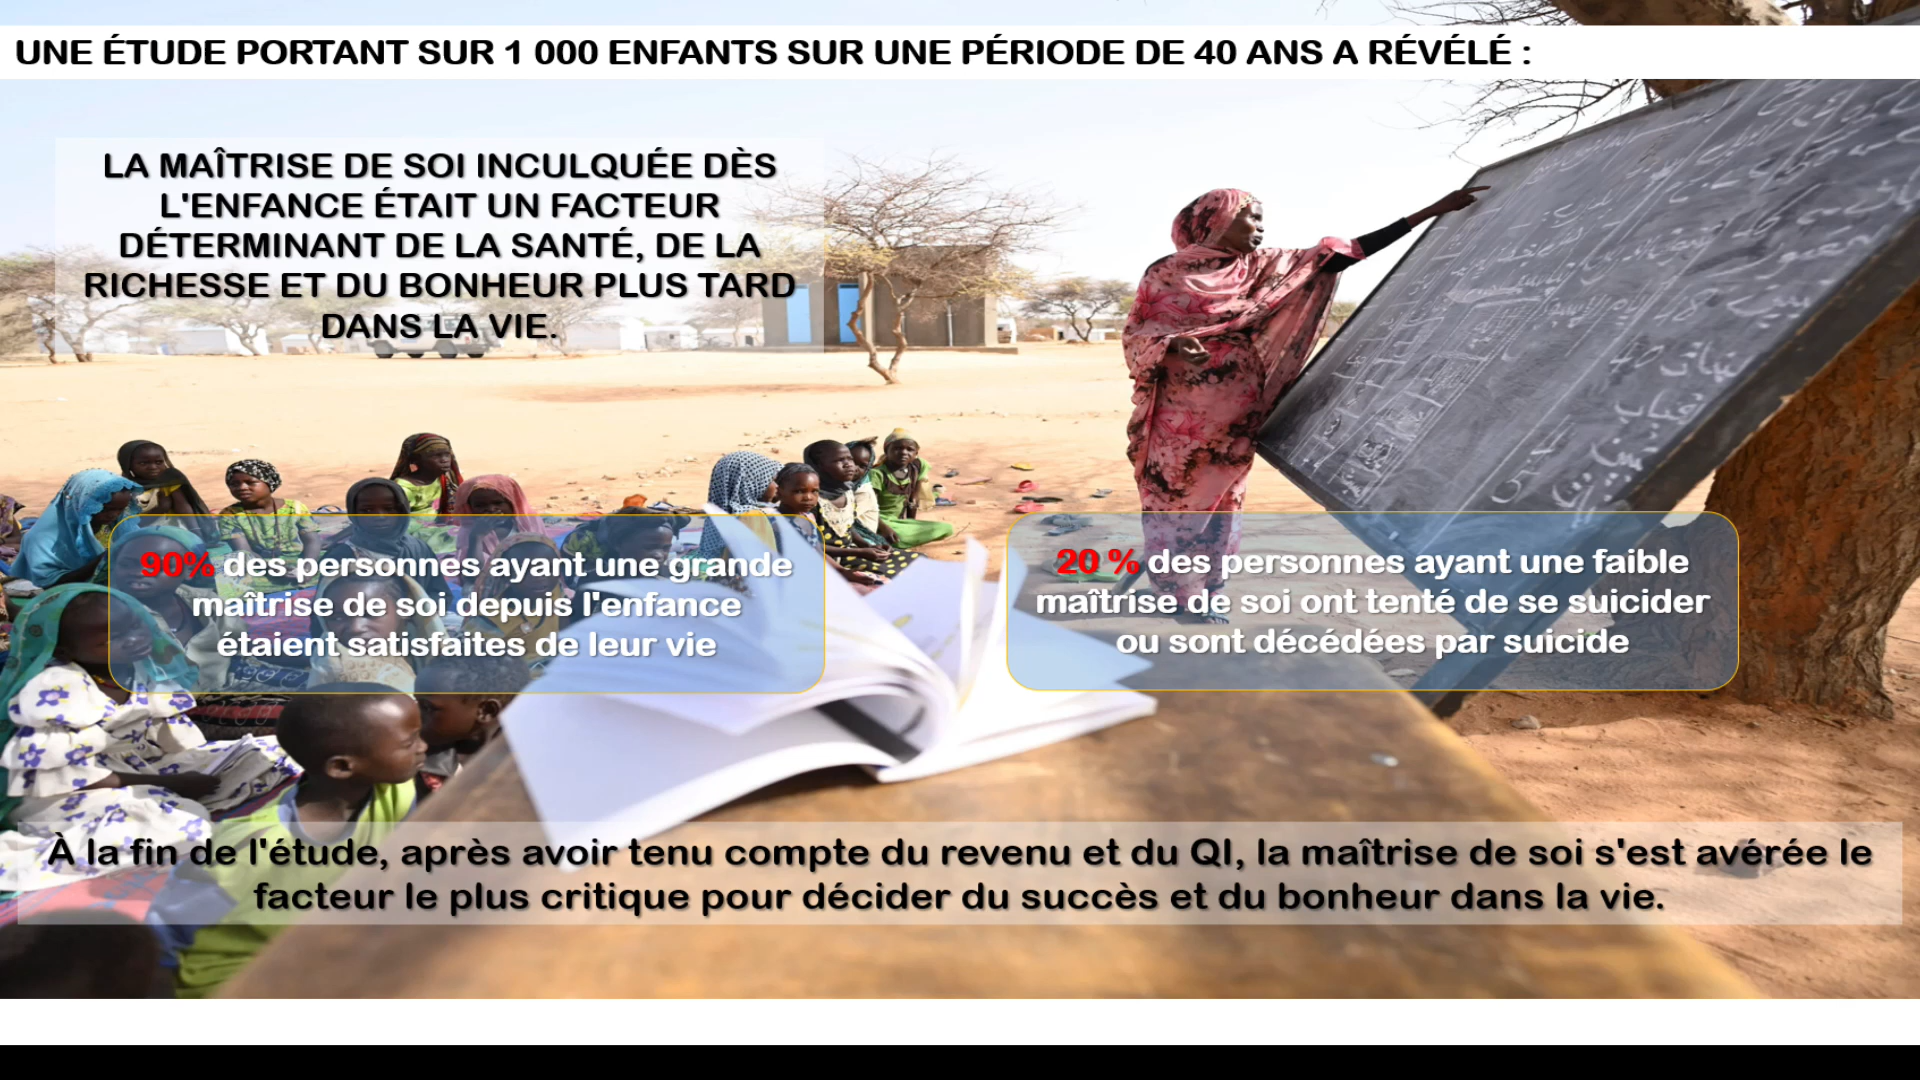 UNE ÉTUDE PORTANT SUR 1 000 ENFANTS SUR UNE PÉRIODE DE 40 ANS A RÉVÉLÉ :
LA MAÎTRISE DE SOI INCULQUÉE DÈS
L'ENFANCE ÉTAIT UN FACTEUR
DÉTERMINANT DE LA SANTÉ, DE LA
RICHESSE ET DU BONHEUR PLUS TARD
DANS LA VIE.
90% des personnes ayant une grande
maîtrise de soi depuis l'enfance
étaient satisfaites de leur vie
20 % des personnes ayant une faible
maîtrise de soi ont tenté de se suicider
ou sont décédées par suicide
À la fin de l'étude, après avoir tenu compte du revenu et du QI, la maîtrise de soi s'est avérée le
facteur le plus critique pour décider du succès et du bonheur dans la vie.